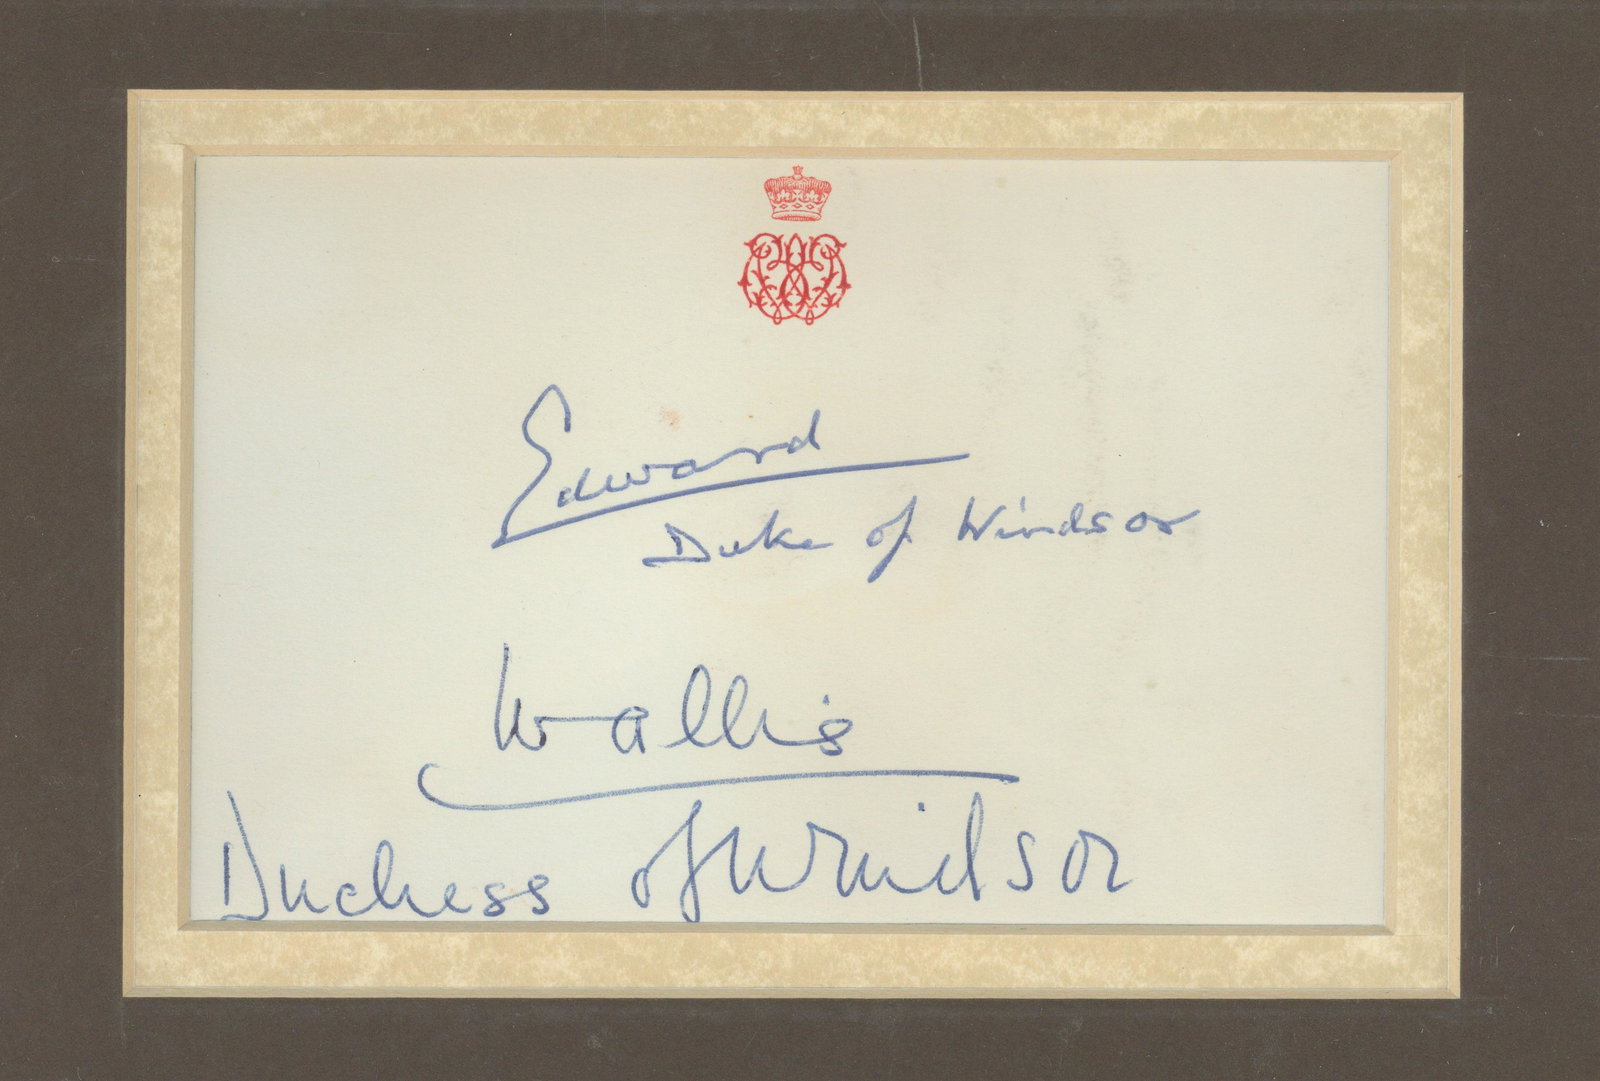 Edward
Duke of Windsor
Wallis
Duchess of Windsor